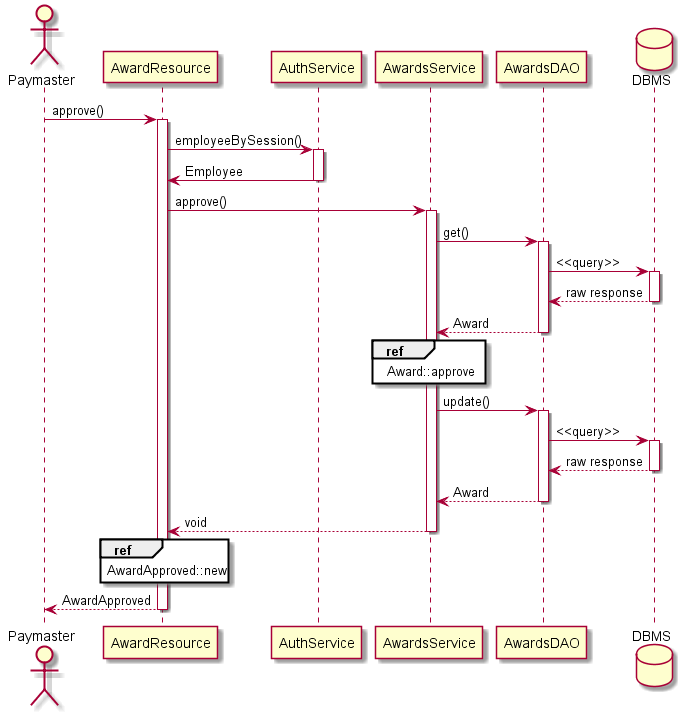 Paymaster
AwardResource
AuthService
AwardsService
AwardsDAO
DBMS
approve()
employeeBySession()
Employee
approve()
get()
<<query>>
raw response
Award
ref
Award::approve
update()
<<query>>
raw response
Award
void
ref
AwardApproved::new
AwardApproved
Paymaster
AwardResource
AuthService
AwardsService
AwardsDAO
DBMS